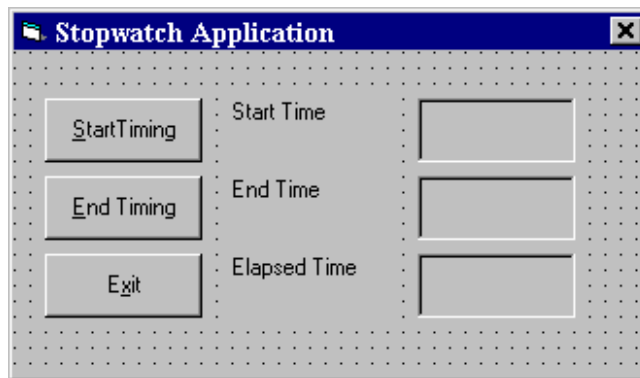 Stopwatch Application
StartTiming
Start Time
End Timing
End Time
Exit
Elapsed Time